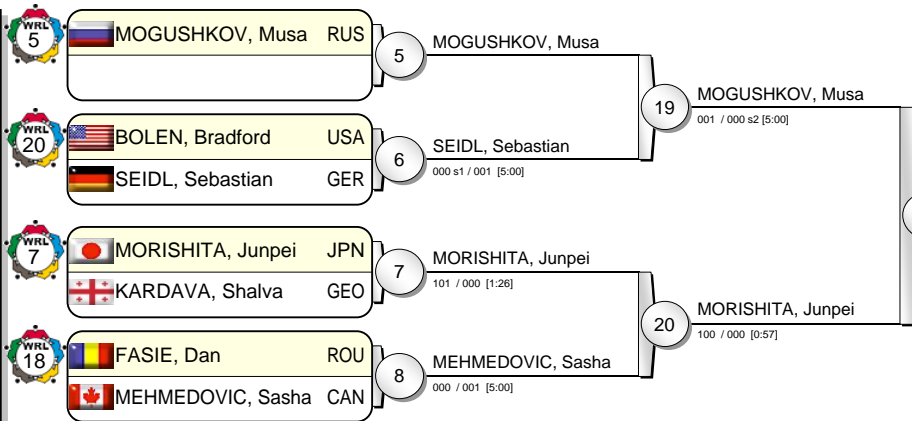 WRL
5
MOGUSHKOV, Musa RUS
5
MOGUSHKOV, Musa
WRL
20
BOLEN, Bradford USA
SEIDL, Sebastian GER
6
SEIDL, Sebastian
000 s1 / 001 [5:00]
19
MOGUSHKOV, Musa
001 / 000 s2 [5:00]
WRL
7
MORISHITA, Junpei JPN
KARDAVA, Shalva GEO
7
MORISHITA, Junpei
101 / 000 [1:26]
WRL
18
FASIE, Dan ROU
MEHMEDOVIC, Sasha CAN
8
MEHMEDOVIC, Sasha
000 / 001 [5:00]
20
MORISHITA, Junpei
100 / 000 [0:57]